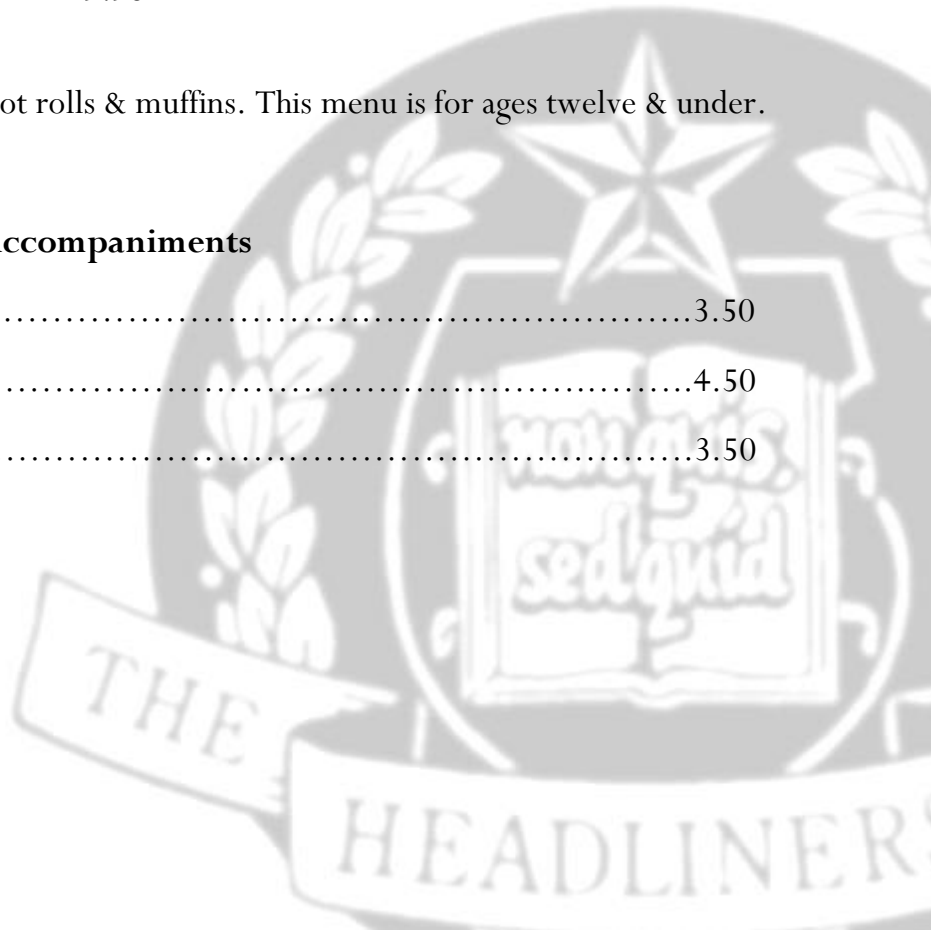 ot rolls & muffins. This menu is for ages twelve & under.
ccompaniments
……………………………………………………………..3.50
……………………………………………………………..4.50
……………………………………………………………..3.50
non quis,
sed quid
THE
HEADLINERS